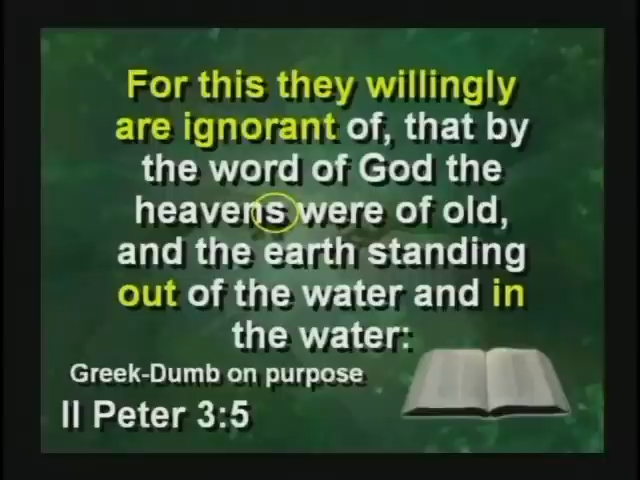 For this they willingly
are ignorant of, that by
the word of God the
heavens were of old,
and the earth standing
out of the water and in
the water:
Greek-Dumb on purpose
II Peter 3:5